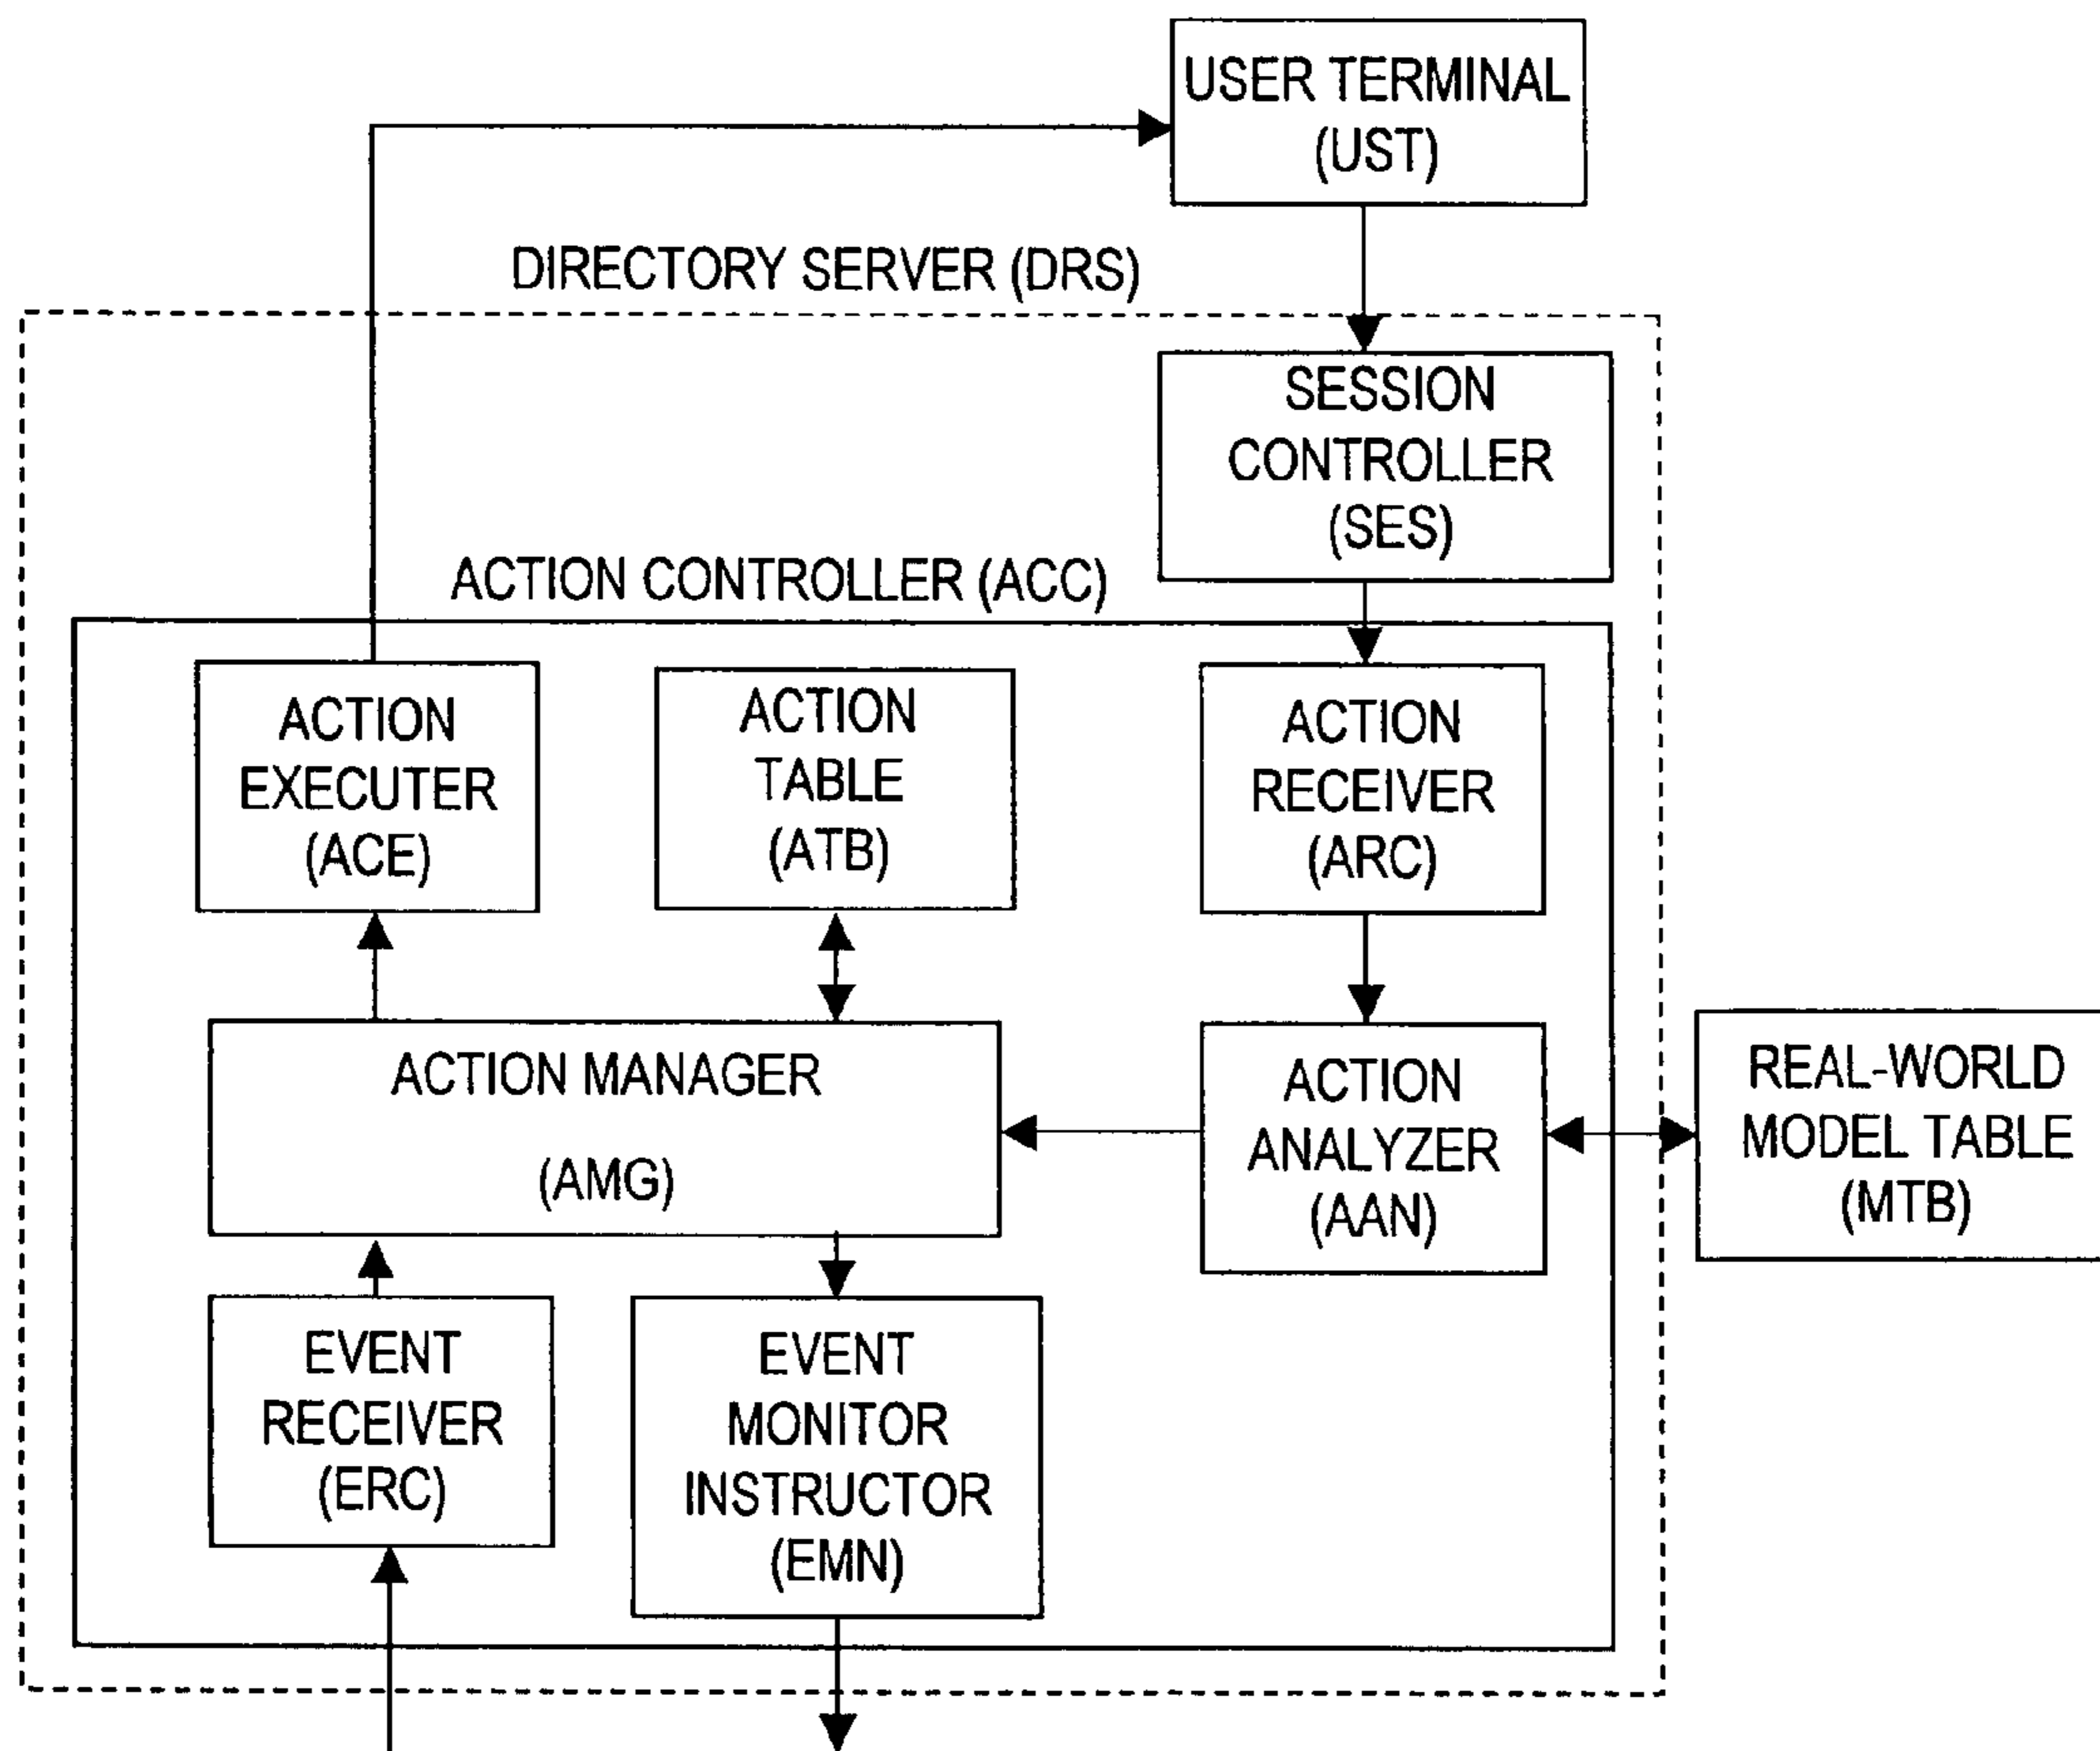 USER TERMINAL
(UST)
DIRECTORY SERVER (DRS)
SESSION
CONTROLLER
(SES)
ACTION CONTROLLER (ACC)
ACTION
EXECUTER
(ACE)
ACTION
TABLE
(ATB)
ACTION
RECEIVER
(ARC)
ACTION MANAGER
(AMG)
ACTION
ANALYZER
(AAN)
REAL-WORLD
MODEL TABLE
(MTB)
EVENT
RECEIVER
(ERC)
EVENT
MONITOR
INSTRUCTOR
(EMN)